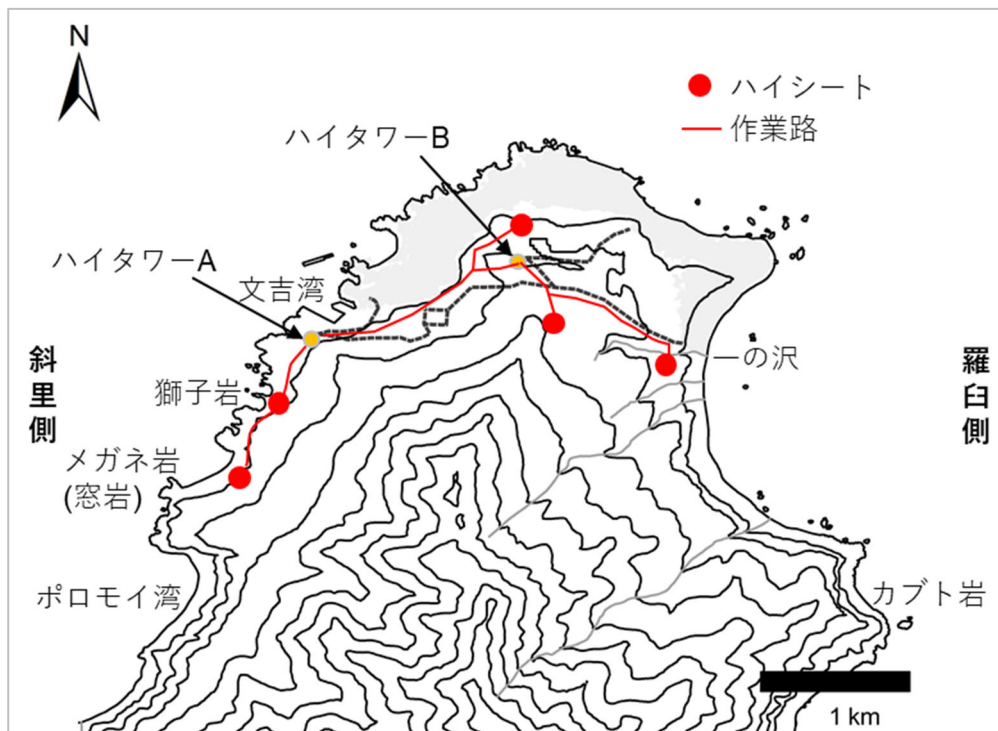 N
ハイシート
作業路
ハイタワーB
ハイタワーA
文吉湾
斜里側
獅子岩
一の沢
羅臼側
メガネ岩
(窓岩)
ポロモイ湾
カブト岩
1 km